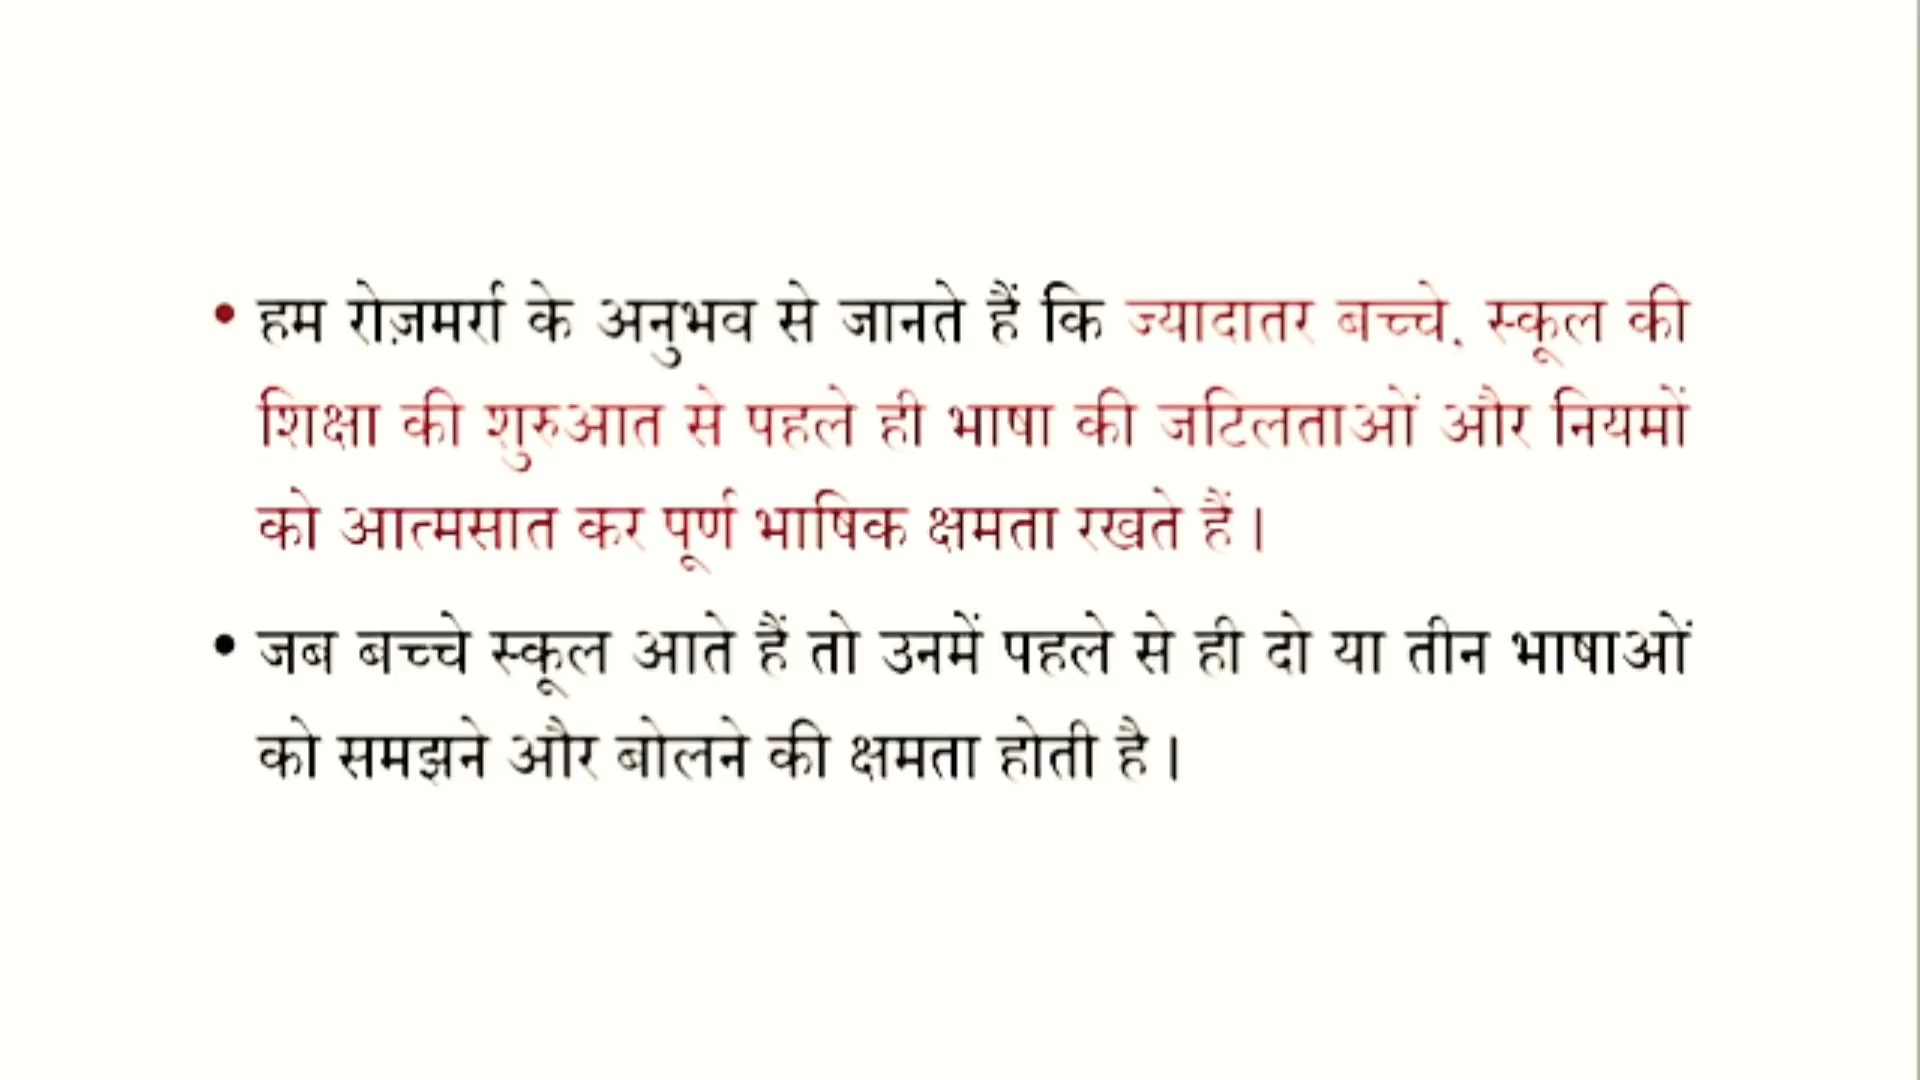 • हम रोज़मर्रा के अनुभव से जानते हैं कि ज्यादातर बच्चे, स्कूल की
शिक्षा की शुरुआत से पहले ही भाषा की जटिलताओं और नियमों
को आत्मसात कर पूर्ण भाषिक क्षमता रखते हैं।
• जब बच्चे स्कूल आते हैं तो उनमें पहले से ही दो या तीन भाषाओं
को समझने और बोलने की क्षमता होती है।